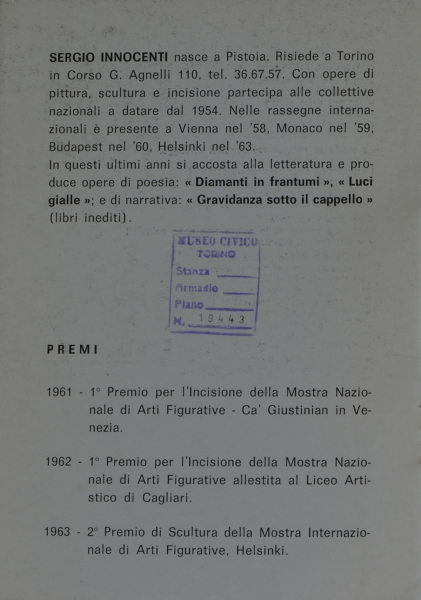 SERGIO INNOCENTI nasce a Pistoia. Risiede a Torino
in Corso G. Agnelli 110, tel. 36.67.57. Con opere di
pittura, scultura e incisione partecipa alle collettive
nazionali a datare dal 1954. Nelle rassegne interna-
zionali è presente a Vienna nel '58, Monaco nel '59,
Budapest nel '60, Helsinki nel '63.
In questi ultimi anni si accosta alla letteratura e pro-
duce opere di poesia: « Diamanti in frantumi », « Luci
gialle »; e di narrativa: « Gravidanza sotto il cappello »
(libri inediti).
MUSEO CIVICO
TORINO
Stanza
Armadio
Piano
N. 19443
PREMI
1961 - 1° Premio per l'Incisione della Mostra Nazio-
nale di Arti Figurative - Ca' Giustinian in Ve-
nezia.
1962 - 1° Premio per l'Incisione della Mostra Nazio-
nale di Arti Figurative allestita al Liceo Arti-
stico di Cagliari.
1963 - 2° Premio di Scultura della Mostra Internazio-
nale di Arti Figurative, Helsinki.